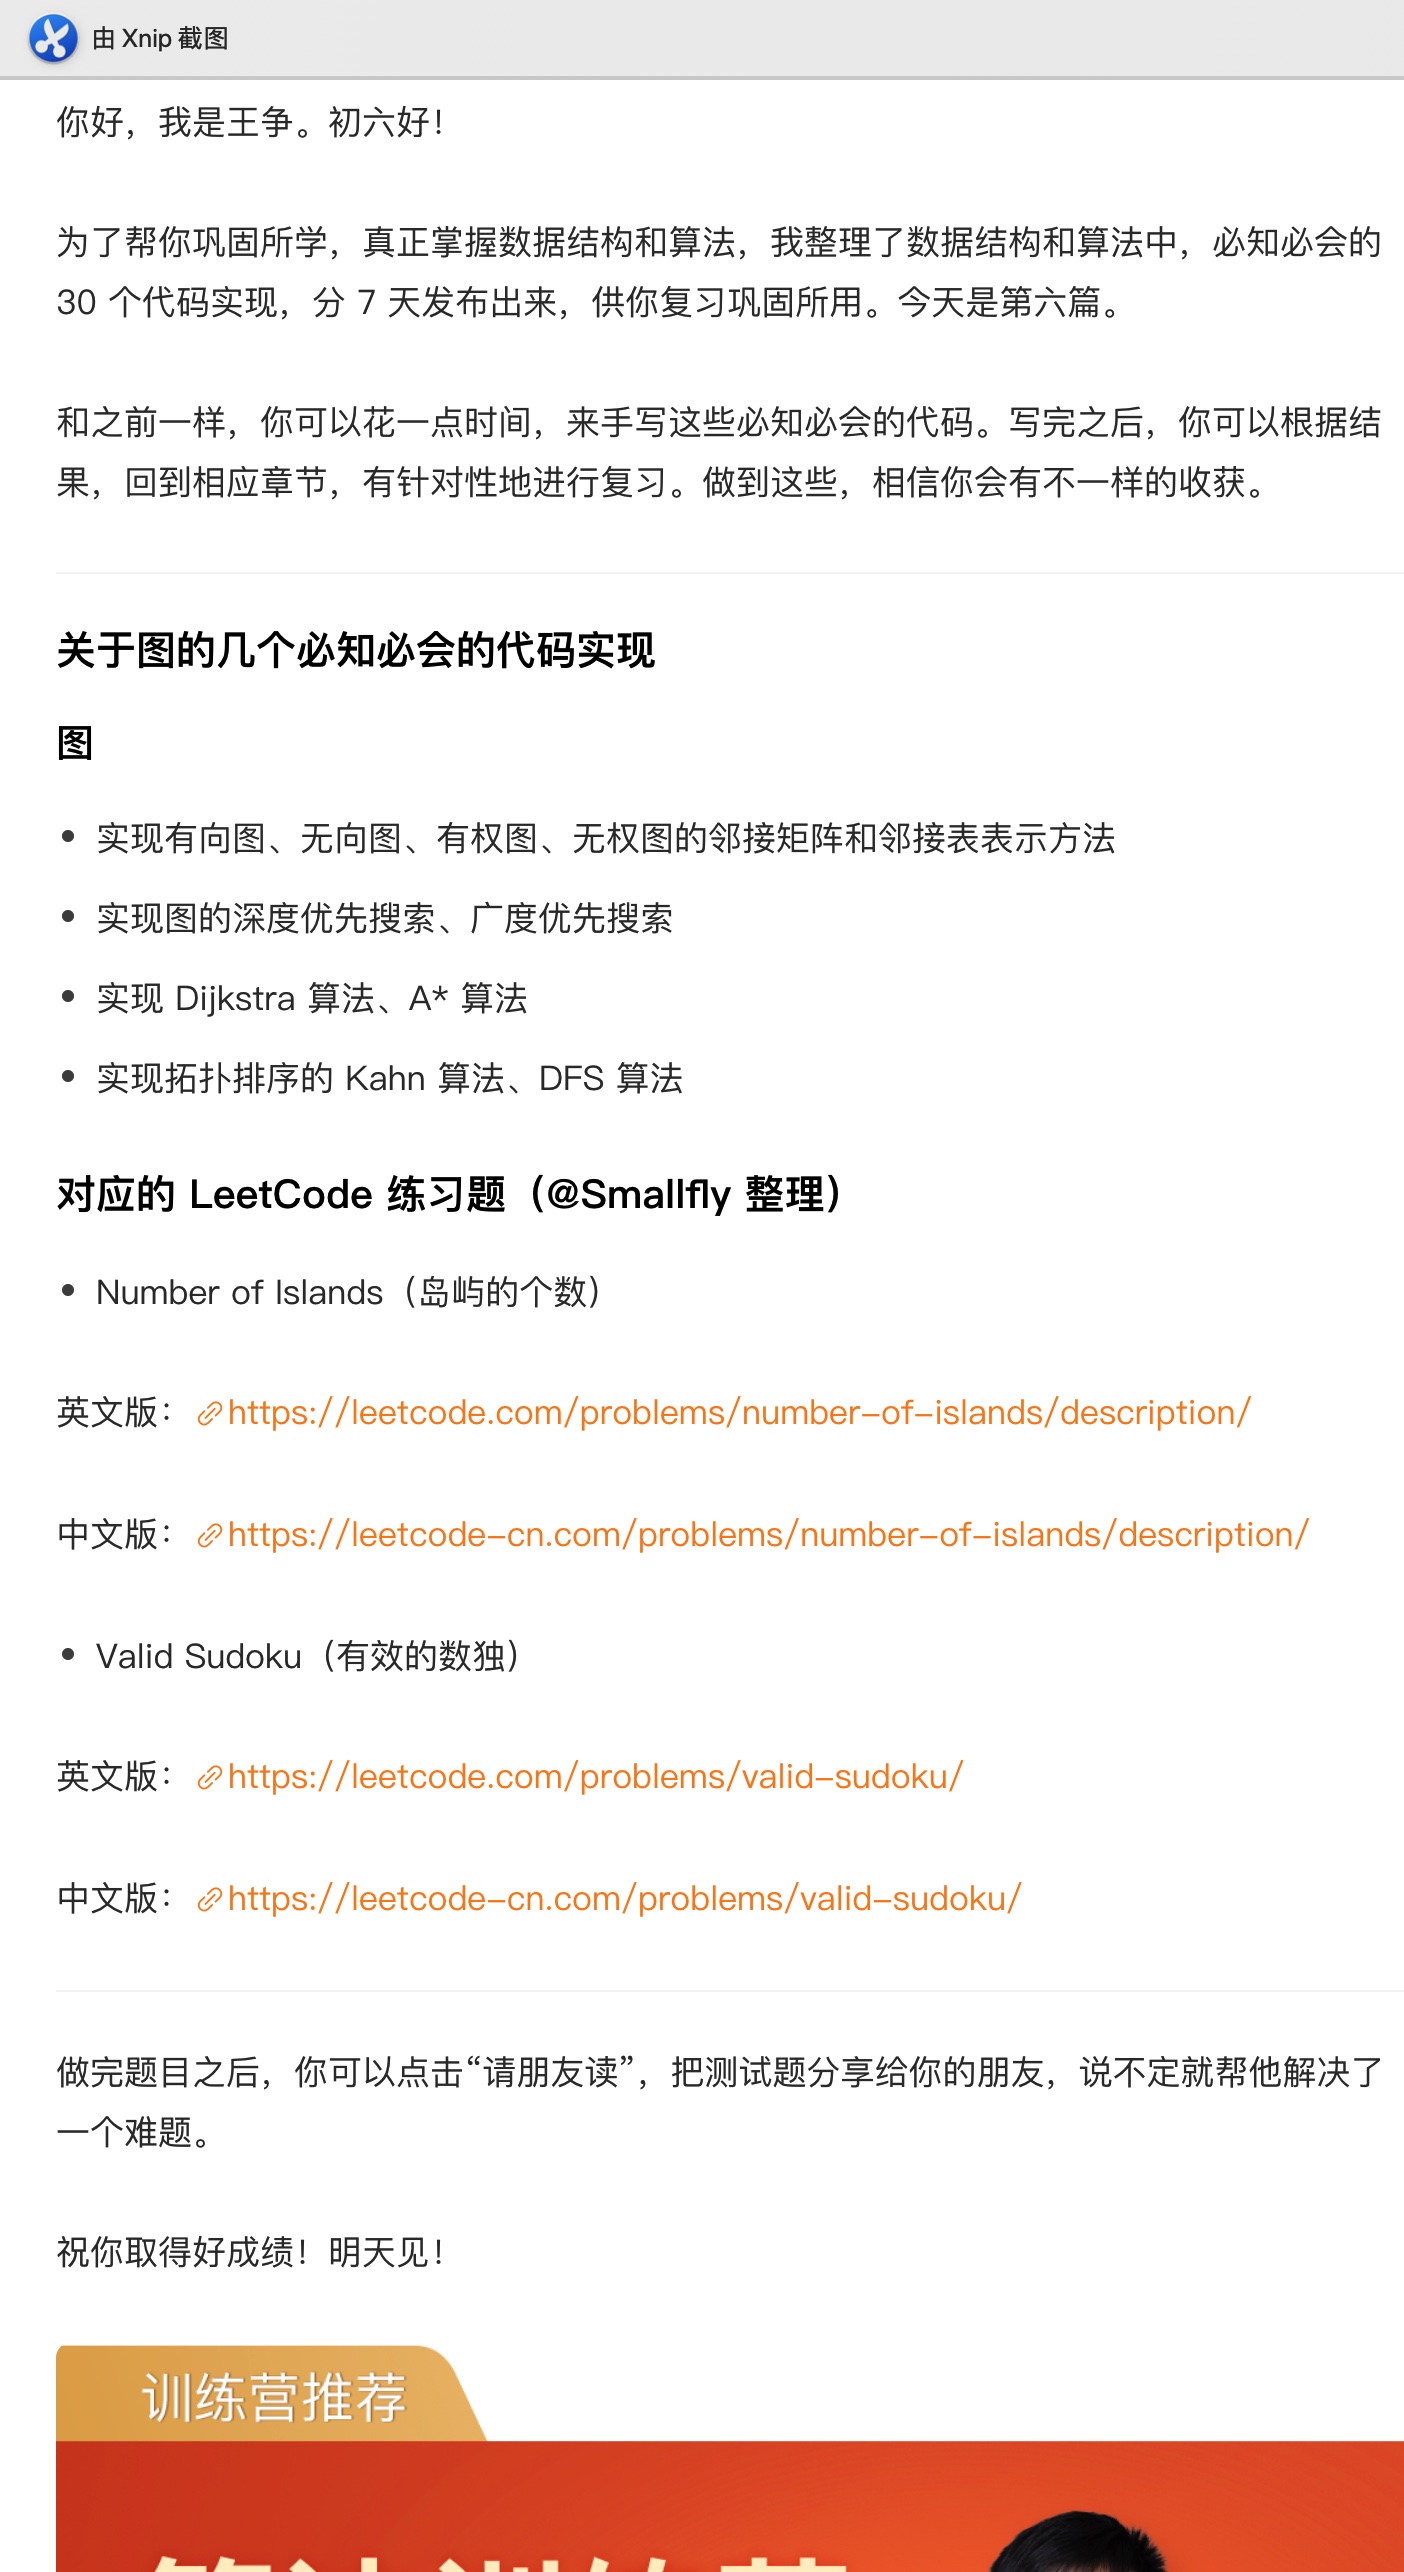 由 Xnip 截图
你好，我是王争。初六好！
为了帮你巩固所学，真正掌握数据结构和算法，我整理了数据结构和算法中，必知必会的
30 个代码实现，分 7 天发布出来，供你复习巩固所用。今天是第六篇。
和之前一样，你可以花一点时间，来手写这些必知必会的代码。写完之后，你可以根据结
果，回到相应章节，有针对性地进行复习。做到这些，相信你会有不一样的收获。
关于图的几个必知必会的代码实现
图
• 实现有向图、无向图、有权图、无权图的邻接矩阵和邻接表表示方法
• 实现图的深度优先搜索、广度优先搜索
• 实现 Dijkstra 算法、A* 算法
• 实现拓扑排序的 Kahn 算法、DFS 算法
对应的 LeetCode 练习题（@Smallfly 整理）
• Number of Islands（岛屿的个数）
英文版：https://leetcode.com/problems/number-of-islands/description/
中文版：https://leetcode-cn.com/problems/number-of-islands/description/
• Valid Sudoku（有效的数独）
英文版：https://leetcode.com/problems/valid-sudoku/
中文版：https://leetcode-cn.com/problems/valid-sudoku/
做完题目之后，你可以点击“请朋友读”，把测试题分享给你的朋友，说不定就帮他解决了
一个难题。
祝你取得好成绩！明天见！
训练营推荐